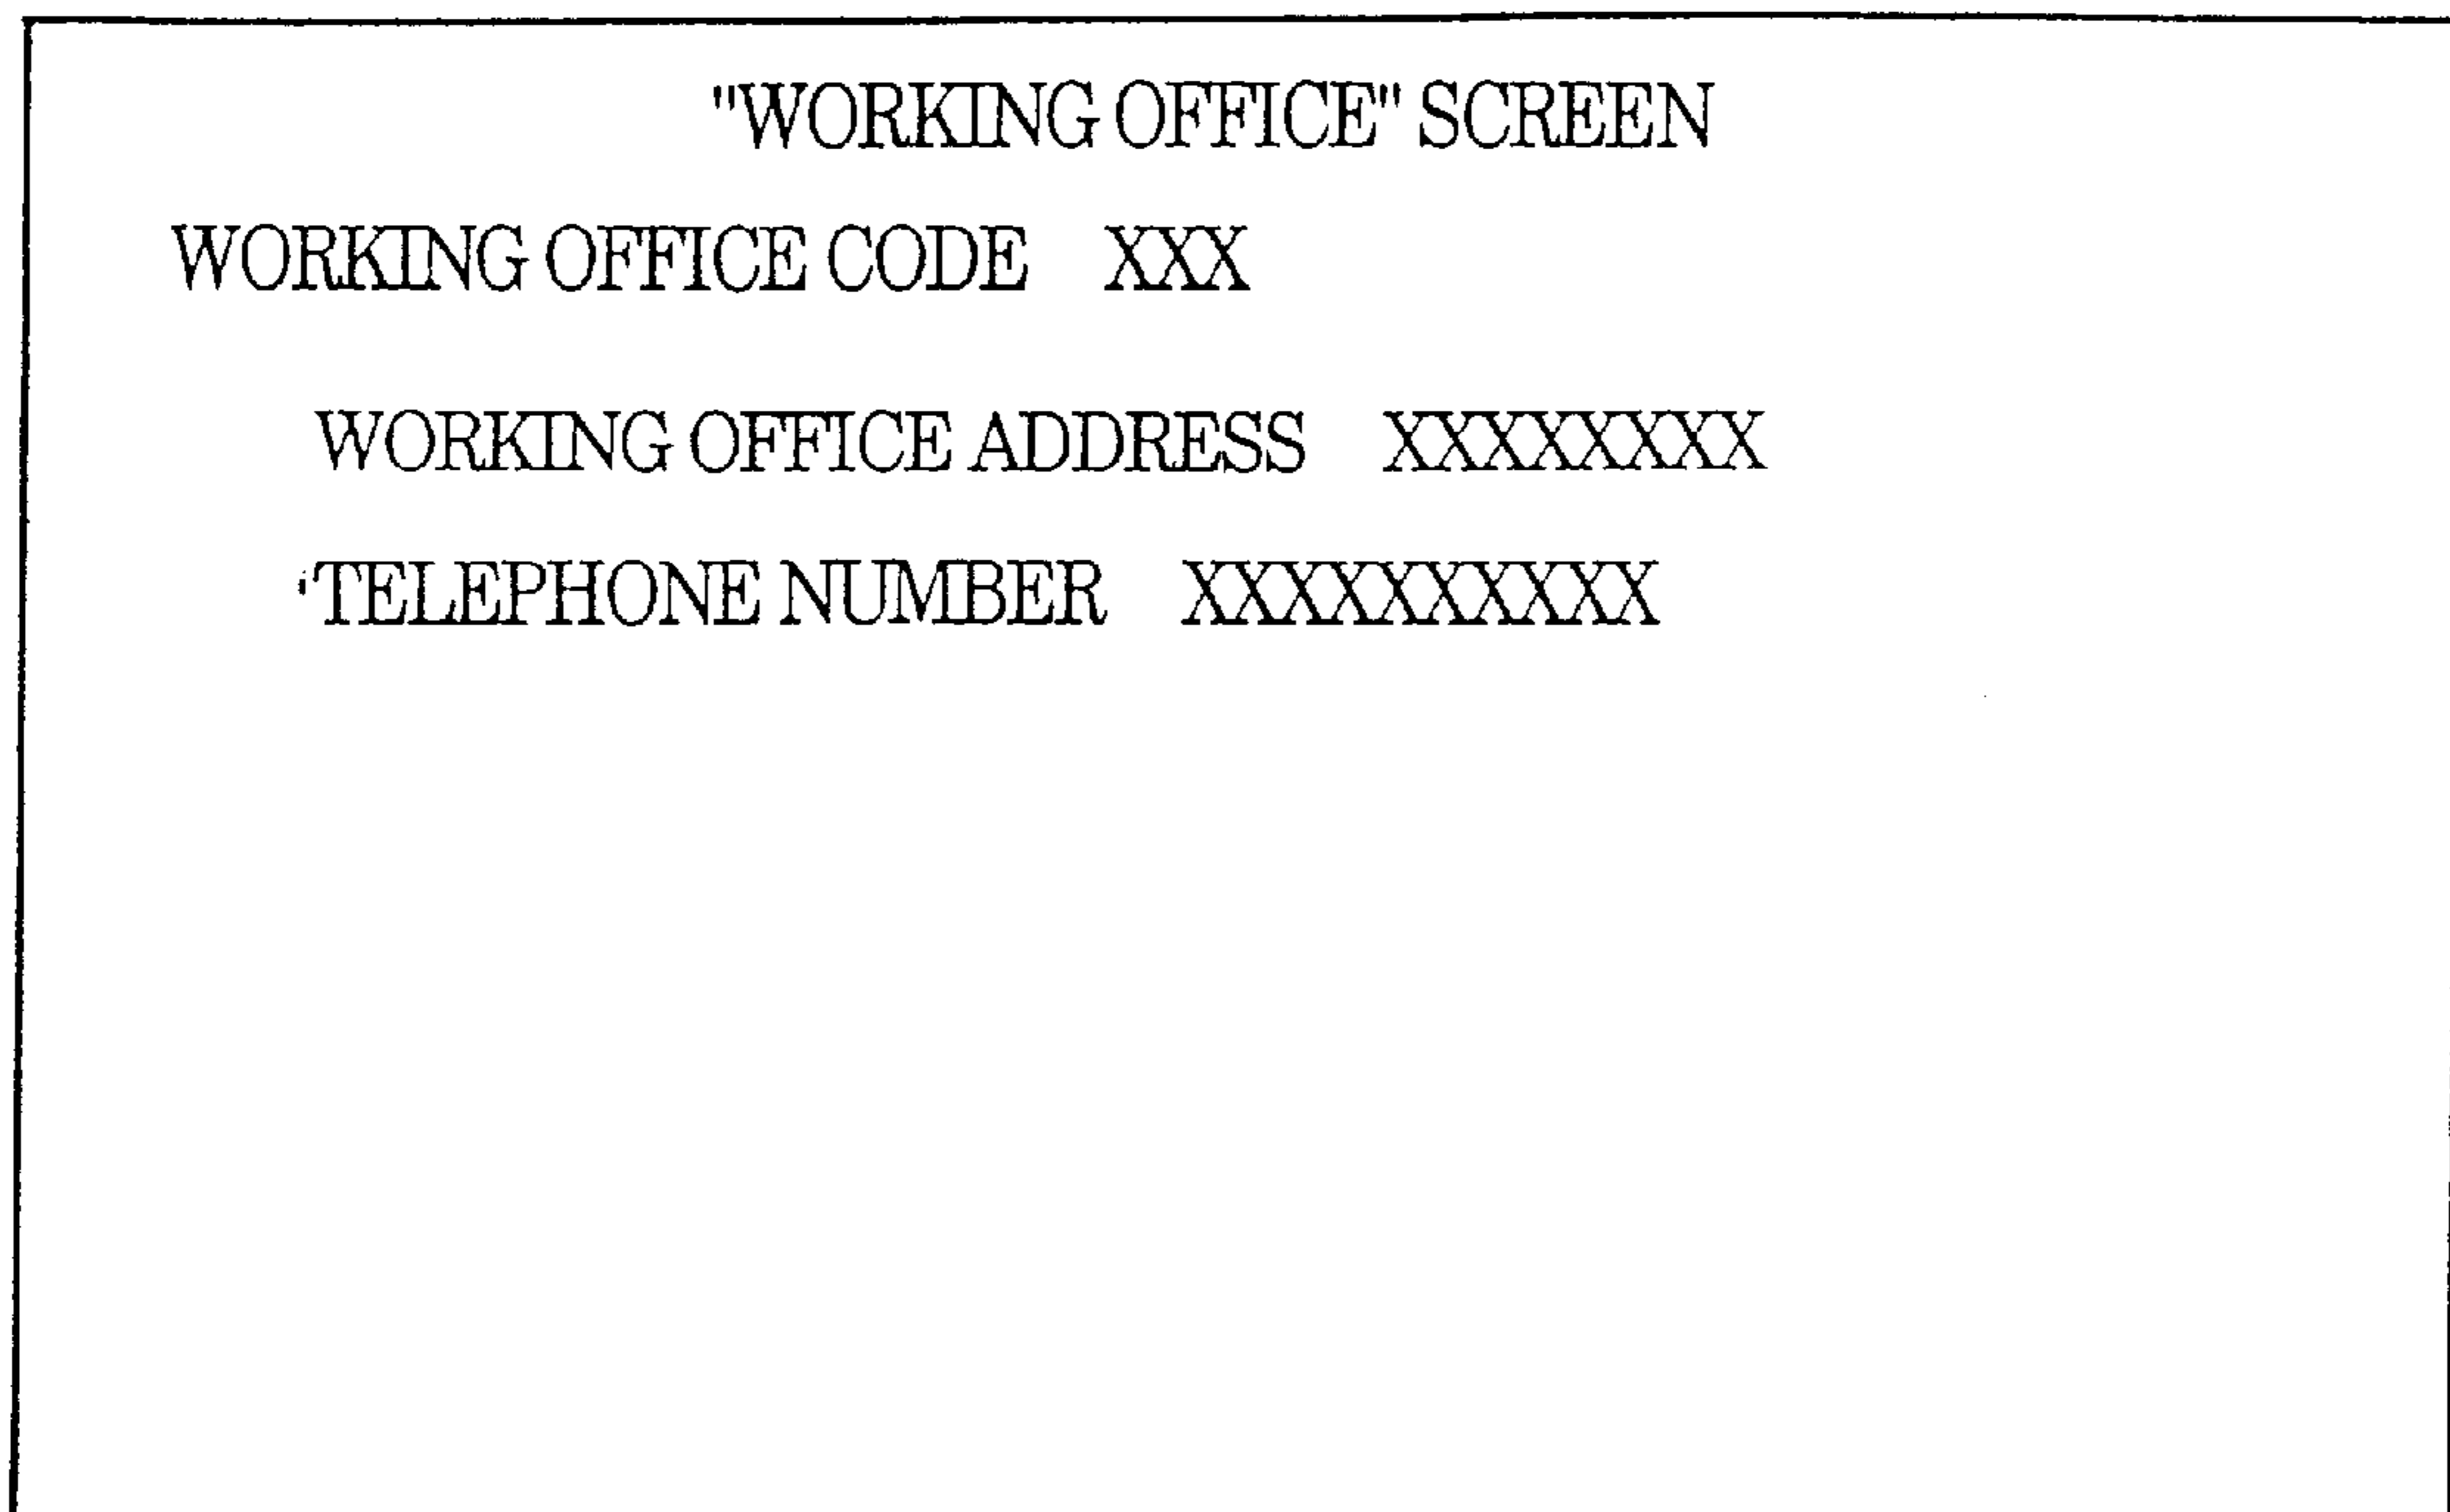 "WORKING OFFICE" SCREEN
WORKING OFFICE CODE XXX
WORKING OFFICE ADDRESS XXXXXXXX
TELEPHONE NUMBER XXXXXXXXXX